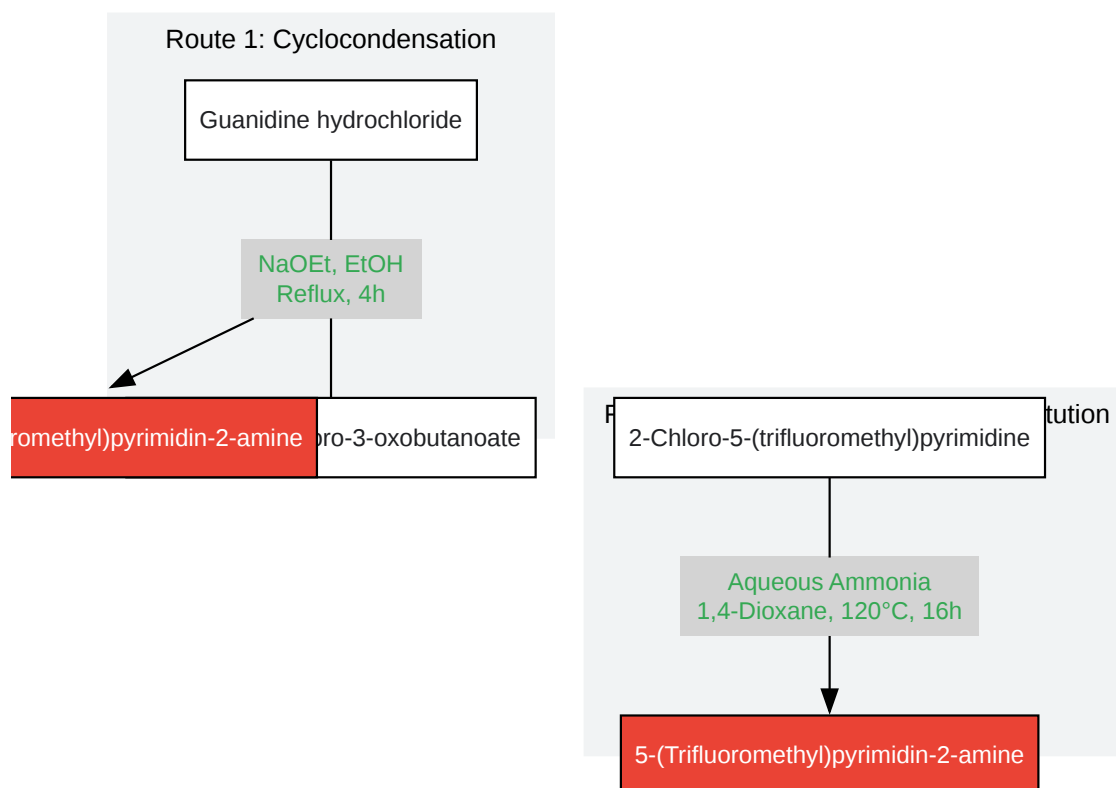 Route 1: Cyclocondensation
Guanidine hydrochloride
NaOEt, EtOH
Reflux, 4h
romethyl)pyrimidin-2-amine
oro-3-oxobutanoate
tution
2-Chloro-5-(trifluoromethyl)pyrimidine
Aqueous Ammonia
1,4-Dioxane, 120°C, 16h
5-(Trifluoromethyl)pyrimidin-2-amine